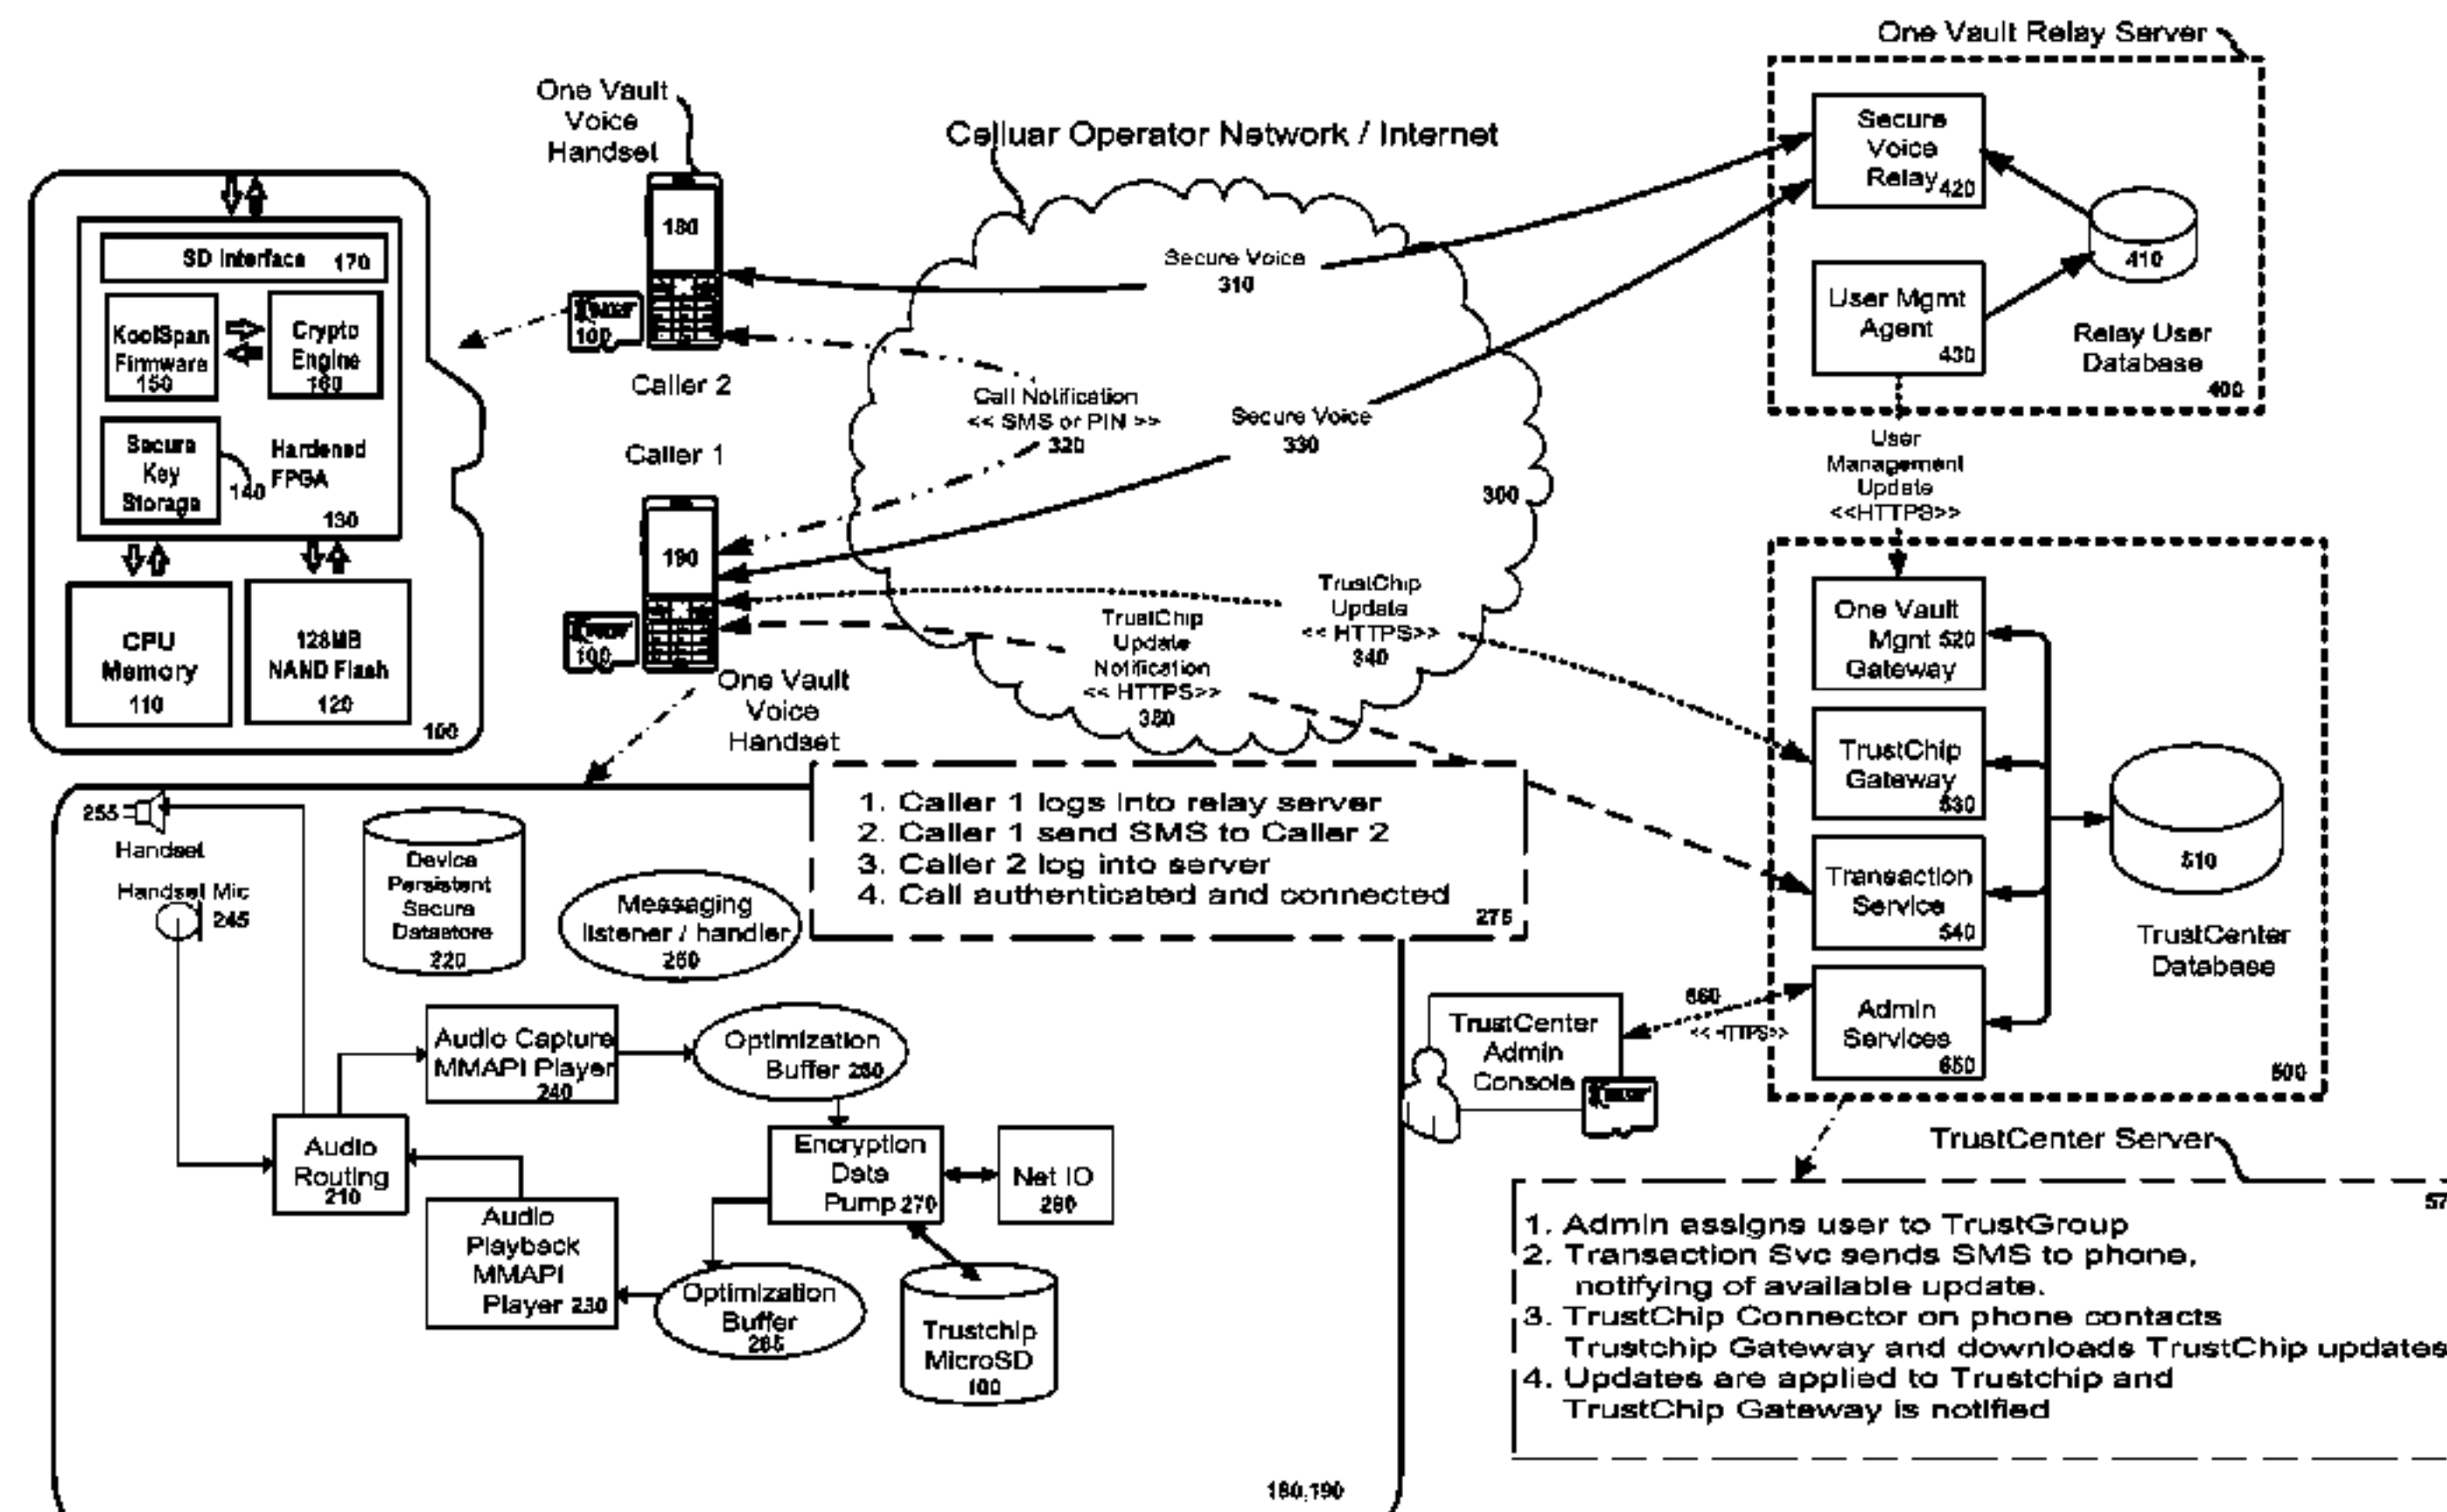 One Vault Relay Server
One Vault
Voice
Handset
Celluar Operator Network / Internet
Secure
Voice
Relay 420
410
User Mgmt
Agent
430
Relay User
Database
400
SD Interface 170
KoolSpan
Firmware
150
Crypto
Engine
160
Secure
Key
Storage
140
Hardened
FPGA
130
CPU
Memory
110
128MB
NAND Flash
120
100
180
100
Caller 2
Caller 1
190
100
One Vault
Voice
Handset
Secure Voice
310
Call Notification
<< SMS or PIN >>
320
Secure Voice
330
300
TrustChip
Update
<< HTTPS>>
340
TrustChip
Update
Notification
<< HTTPS>>
User
Management
Update
<<HTTPS>>
One Vault
Mgnt 520
Gateway
TrustChip
Gateway
530
Transaction
Service
540
Admin
Services
510
TrustCenter
Database
500
TrustCenter Server
1. Caller 1 logs into relay server
2. Caller 1 send SMS to Caller 2
3. Caller 2 log into server
4. Call authenticated and connected
275
255
Handset
Handset Mic
245
Device
Persistent
Secure
Datastore
220
Messaging
listener / handler
Audio Capture
MMAPI Player
240
Optimization
Buffer
Audio
Routing
210
Encryption
Data
Pump 270
Net IO
280
Audio
Playback
MMAPI
Player 230
Optimization
Buffer
265
Trustchip
MicroSD
100
180,190
TrustCenter
Admin
Console
<< HTTPS>>
57
1. Admin assigns user to TrustGroup
2. Transaction Svc sends SMS to phone,
notifying of available update.
3. TrustChip Connector on phone contacts
Trustchip Gateway and downloads TrustChip updates
4. Updates are applied to Trustchip and
TrustChip Gateway is notified